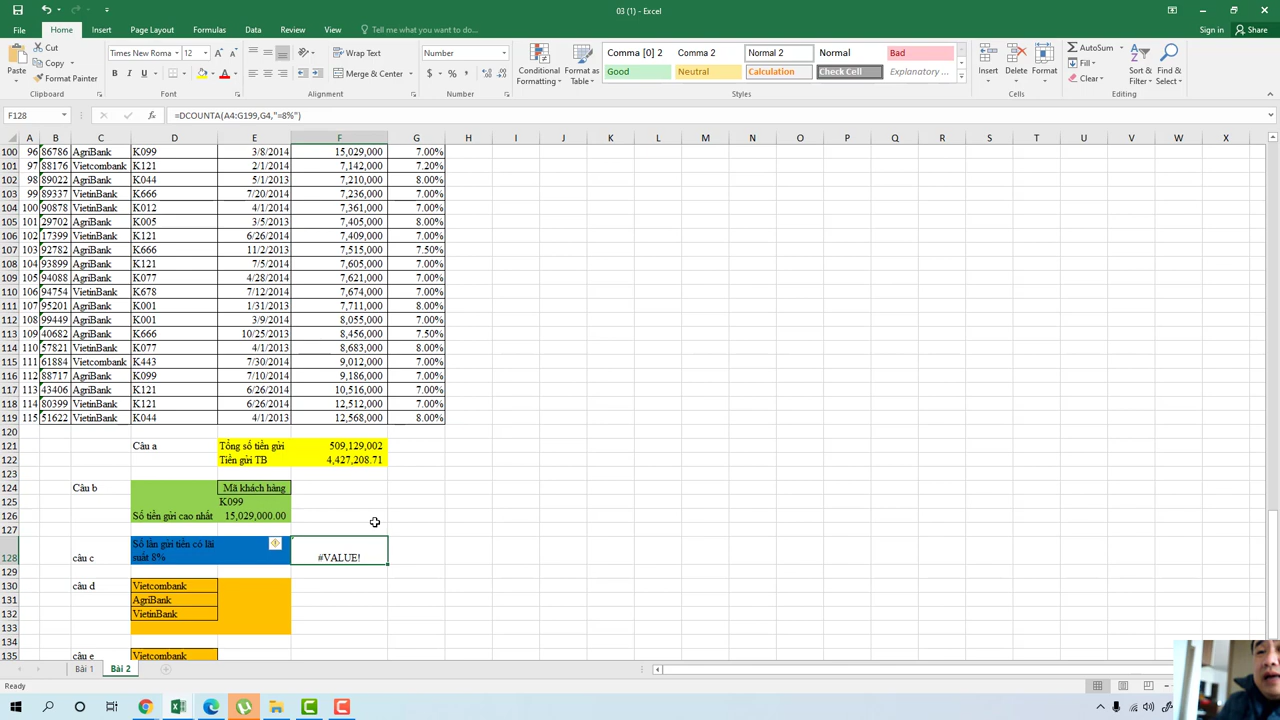 03 (1) - Excel
Sign in
Share
File
Home
Insert
Page Layout
Formulas
Data
Review
View
Tell me what you want to do...
Paste
Cut
Copy
Format Painter
Clipboard
Times New Roma
12
Font
Wrap Text
Merge & Center
Alignment
Number
$ % ,
Number
Conditional Formatting
Format as Table
Comma [0] 2
Comma 2
Normal 2
Normal
Bad
Good
Neutral
Calculation
Check Cell
Explanatory ...
Styles
Insert
Delete
Format
Cells
AutoSum
Fill
Clear
Sort & Filter
Find & Select
Editing
F128
fx
=DCOUNTA(A4:G199,G4,"=8%")
A B C D E F G H I J K L M N O P Q R S T U V W X
100 96 86786 AgriBank K099 3/8/2014 15,029,000 7.00%
101 97 88176 Vietcombank K121 2/1/2014 7,142,000 7.20%
102 98 89022 AgriBank K044 5/1/2013 7,210,000 8.00%
103 99 89337 VietinBank K666 7/20/2014 7,236,000 7.00%
104 100 90878 VietinBank K012 4/1/2014 7,361,000 7.00%
105 101 29702 AgriBank K005 3/5/2013 7,405,000 8.00%
106 102 17399 VietinBank K121 6/26/2014 7,409,000 7.00%
107 103 92782 AgriBank K666 11/2/2013 7,515,000 7.50%
108 104 93899 AgriBank K121 7/5/2014 7,605,000 7.00%
109 105 94088 AgriBank K077 4/28/2014 7,621,000 7.00%
110 106 94754 VietinBank K678 7/12/2014 7,674,000 7.00%
111 107 95201 AgriBank K001 1/31/2013 7,711,000 8.00%
112 108 99449 AgriBank K001 3/9/2014 8,055,000 7.00%
113 109 40682 AgriBank K666 10/25/2013 8,456,000 7.50%
114 110 57821 VietinBank K077 4/1/2013 8,683,000 8.00%
115 111 61884 Vietcombank K443 7/30/2014 9,012,000 7.00%
116 112 88717 AgriBank K099 7/10/2014 9,186,000 7.00%
117 113 43406 AgriBank K121 6/26/2014 10,516,000 7.00%
118 114 80399 VietinBank K121 6/26/2014 12,512,000 7.00%
119 115 51622 VietinBank K044 4/1/2013 12,568,000 8.00%
120
121 Câu a Tổng số tiền gửi 509,129,002
122 Tiền gửi TB 4,427,208.71
123
124 Câu b Mã khách hàng
125 K099
126 Số tiền gửi cao nhất 15,029,000.00
127
128 câu c Số lần gửi tiền có lãi suất 8% #VALUE!
129
130 câu d Vietcombank
131 AgriBank
132 VietinBank
133
134
135 câu e Vietcombank
Bài 1
Bài 2
Ready